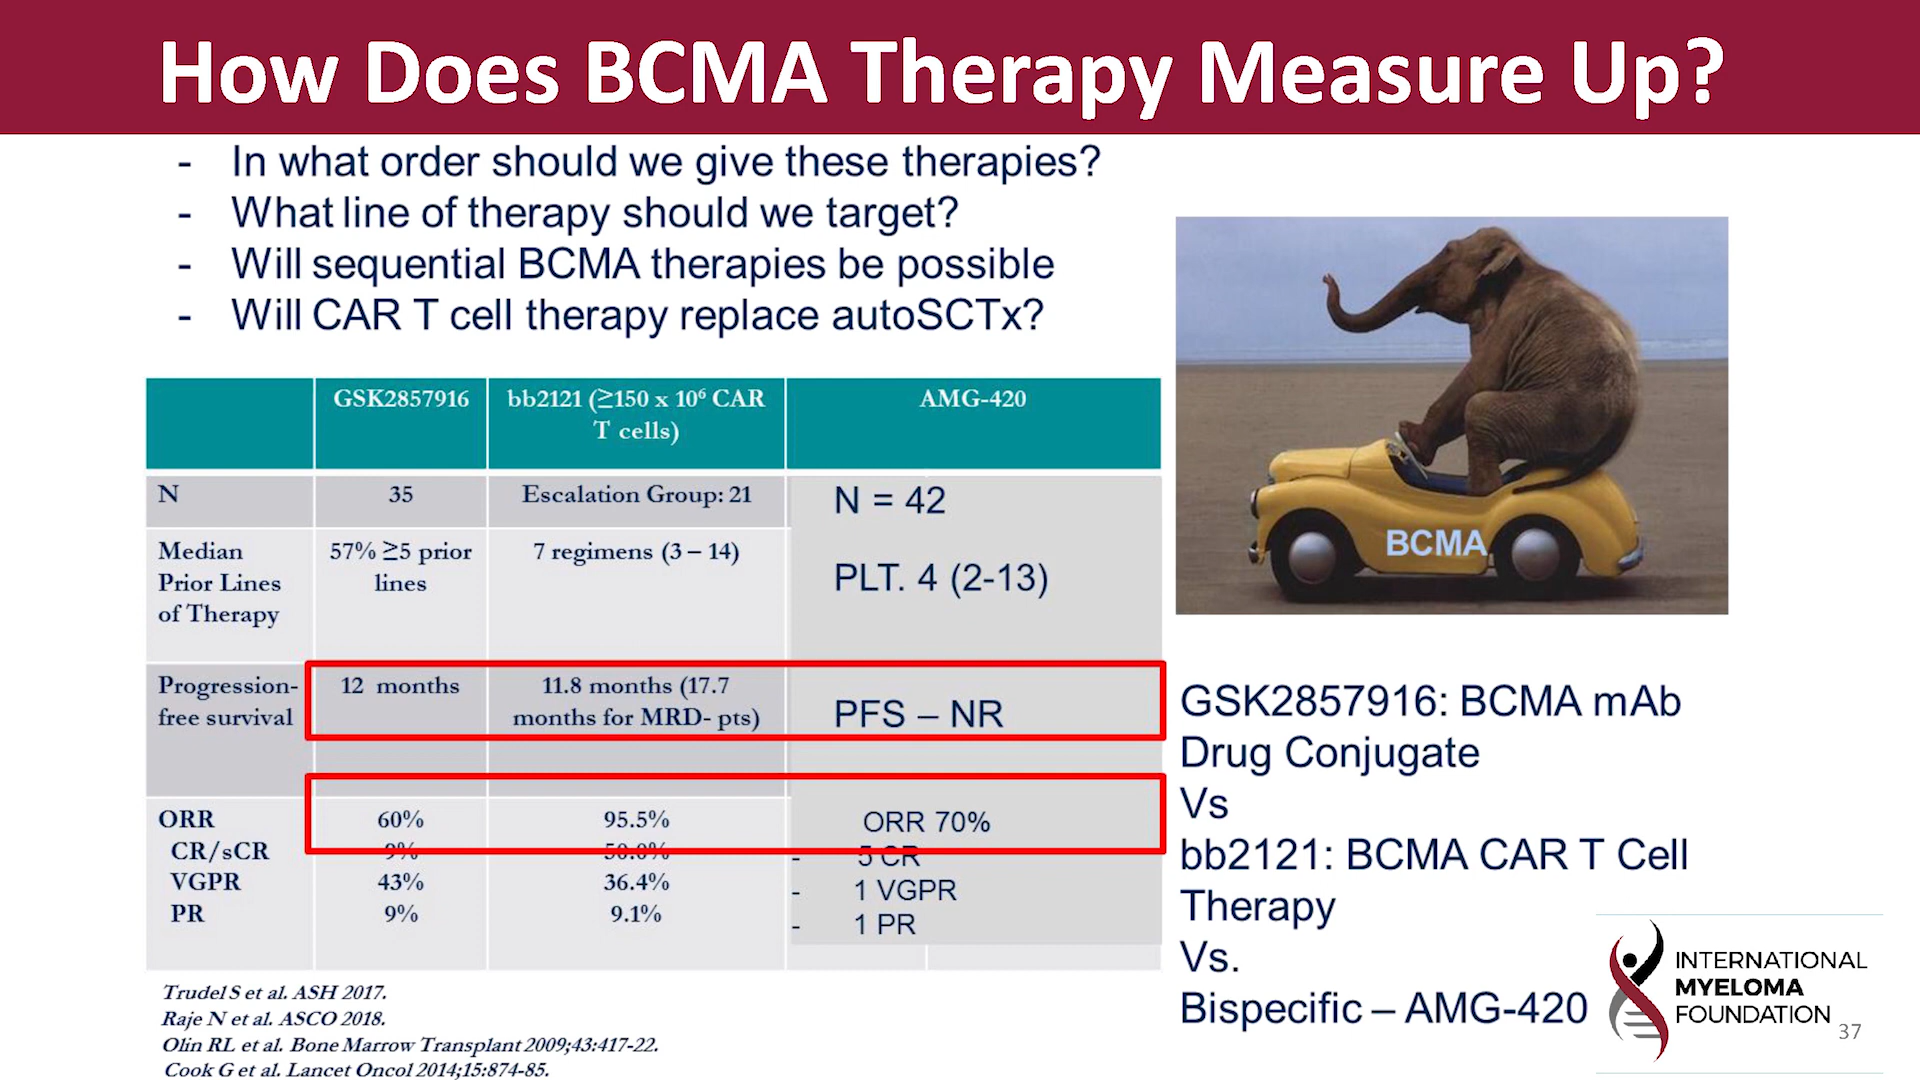 How Does BCMA Therapy Measure Up?
- In what order should we give these therapies?
- What line of therapy should we target?
- Will sequential BCMA therapies be possible
- Will CAR T cell therapy replace autoSCTx?
GSK2857916 bb2121 (≥150 x 10⁶ CAR T cells) AMG-420
N 35 Escalation Group: 21 N = 42
Median Prior Lines of Therapy 57% ≥5 prior lines 7 regimens (3 – 14) PLT. 4 (2-13)
Progression-free survival 12 months 11.8 months (17.7 months for MRD- pts) PFS – NR
ORR 60% 95.5% ORR 70%
CR/sCR 9% 50.0% - 5 CR
VGPR 43% 36.4% - 1 VGPR
PR 9% 9.1% - 1 PR
BCMA
GSK2857916: BCMA mAb
Drug Conjugate
Vs
bb2121: BCMA CAR T Cell
Therapy
Vs.
Bispecific – AMG-420
Trudel S et al. ASH 2017.
Raje N et al. ASCO 2018.
Olin RL et al. Bone Marrow Transplant 2009;43:417-22.
Cook G et al. Lancet Oncol 2014;15:874-85.
INTERNATIONAL
MYELOMA
FOUNDATION
37